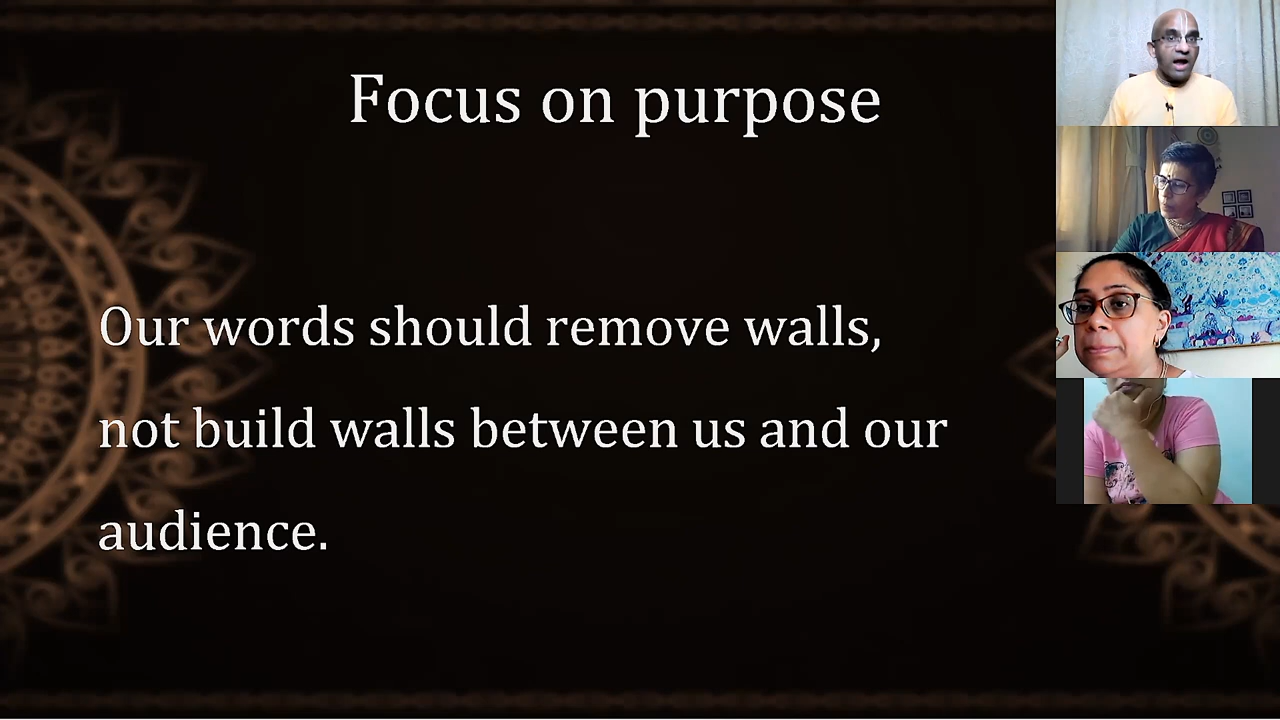 Focus on purpose
Our words should remove walls,
not build walls between us and our
audience.